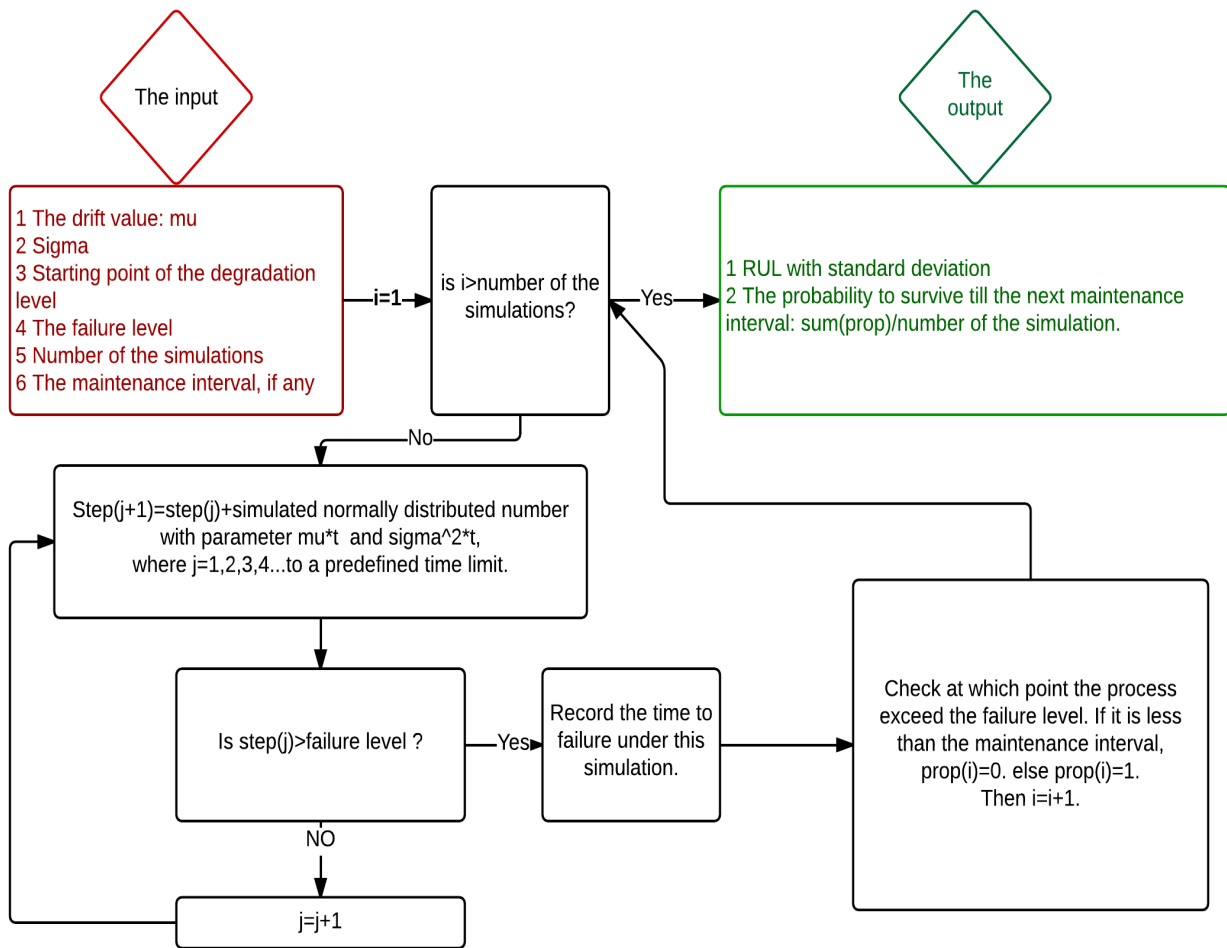 The input
The
output
1 The drift value: mu
2 Sigma
3 Starting point of the degradation
level
4 The failure level
5 Number of the simulations
6 The maintenance interval, if any
i=1
is i>number of the
simulations?
Yes
1 RUL with standard deviation
2 The probability to survive till the next maintenance
interval: sum(prop)/number of the simulation.
No
Step(j+1)=step(j)+simulated normally distributed number
with parameter mu*t and sigma^2*t,
where j=1,2,3,4...to a predefined time limit.
Is step(j)>failure level ?
Yes
Record the time to
failure under this
simulation.
Check at which point the process
exceed the failure level. If it is less
than the maintenance interval,
prop(i)=0. else prop(i)=1.
Then i=i+1.
NO
j=j+1